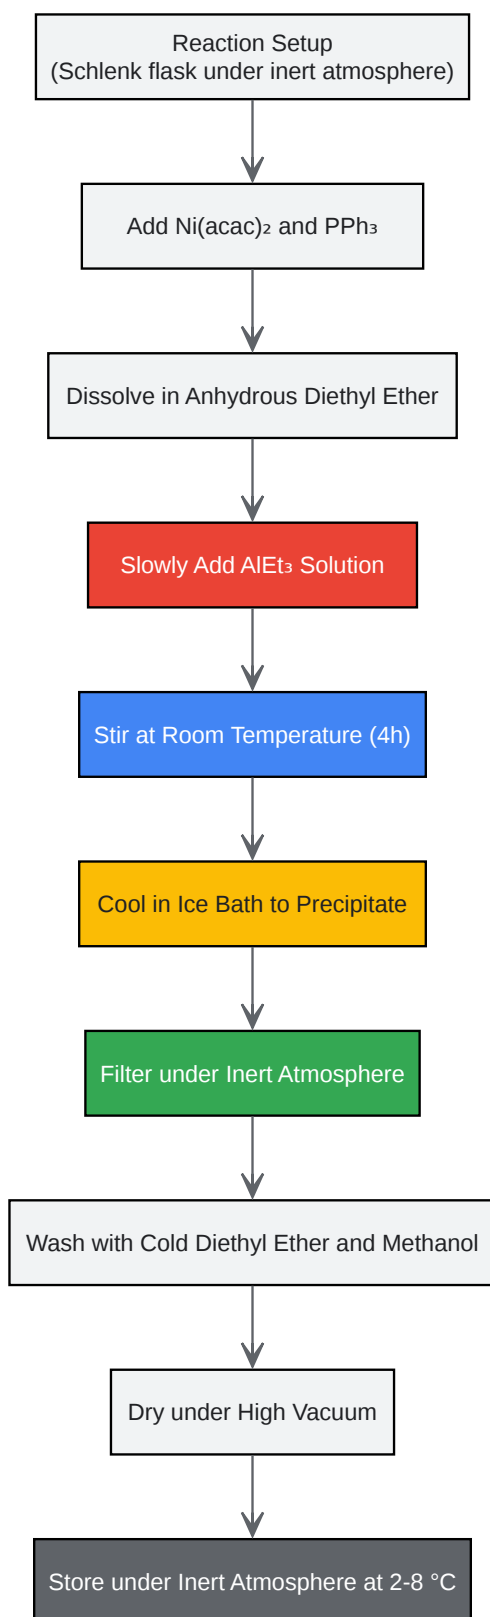 Reaction Setup
(Schlenk flask under inert atmosphere)
Add Ni(acac)₂ and PPh₃
Dissolve in Anhydrous Diethyl Ether
Slowly Add AlEt₃ Solution
Stir at Room Temperature (4h)
Cool in Ice Bath to Precipitate
Filter under Inert Atmosphere
Wash with Cold Diethyl Ether and Methanol
Dry under High Vacuum
Store under Inert Atmosphere at 2-8 °C